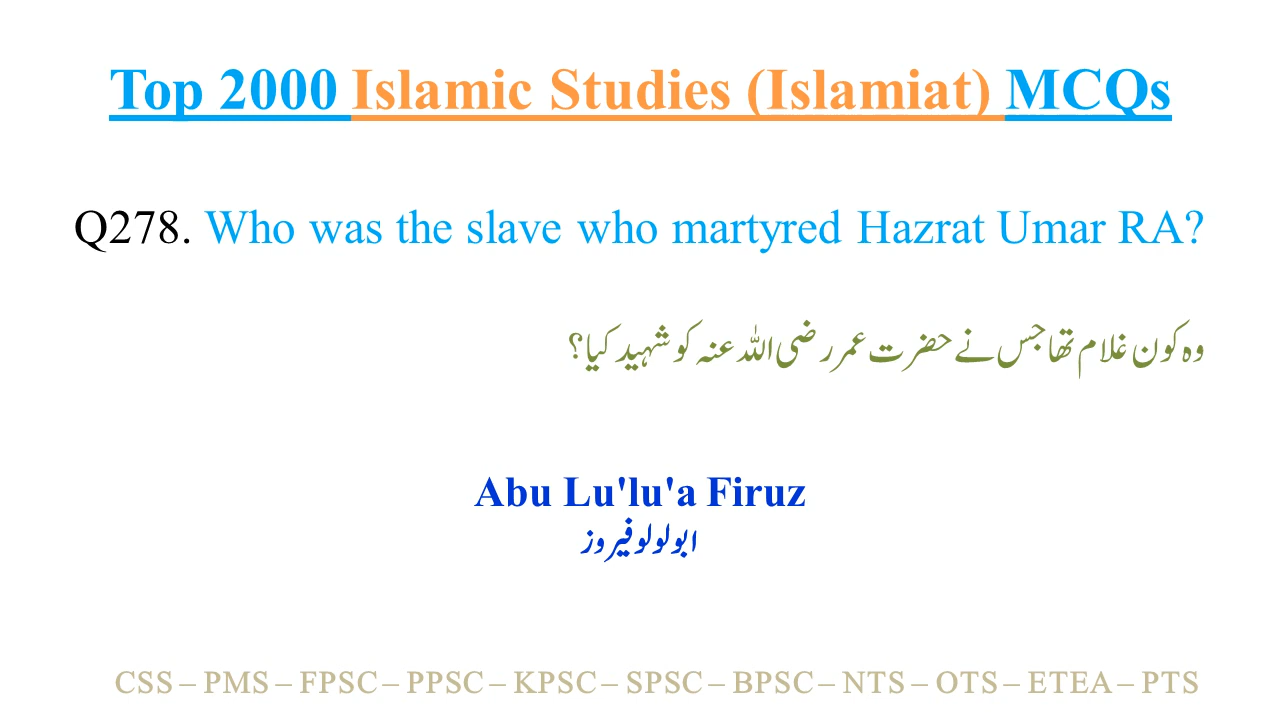 Top 2000 Islamic Studies (Islamiat) MCQs
Q278. Who was the slave who martyred Hazrat Umar RA?
وہ کون غلام تھا جس نے حضرت عمر رضی اللہ عنہ کو شہید کیا؟
Abu Lu'lu'a Firuz
ابولولو فیروز
CSS – PMS – FPSC – PPSC – KPSC – SPSC – BPSC – NTS – OTS – ETEA – PTS